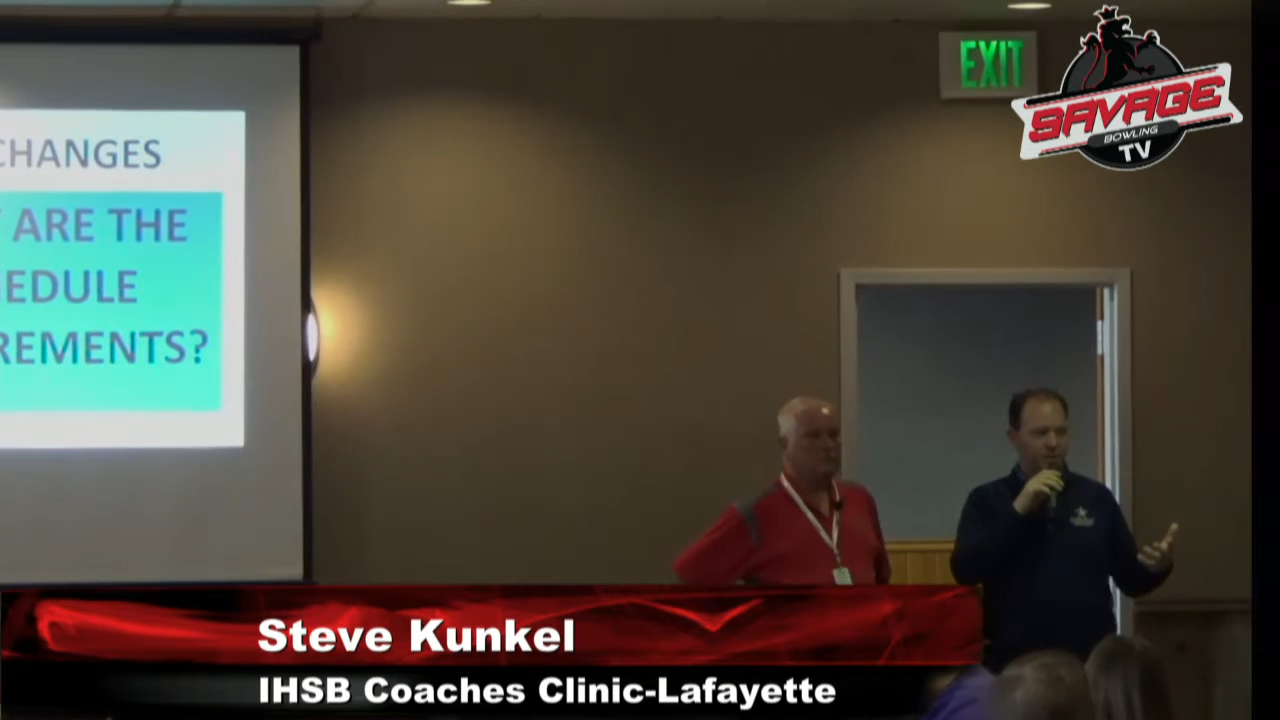 EXIT
SAVAGE
BOWLING
TV
CHANGES
ARE THE
EDULE
REMENTS?
Steve Kunkel
IHSB Coaches Clinic-Lafayette